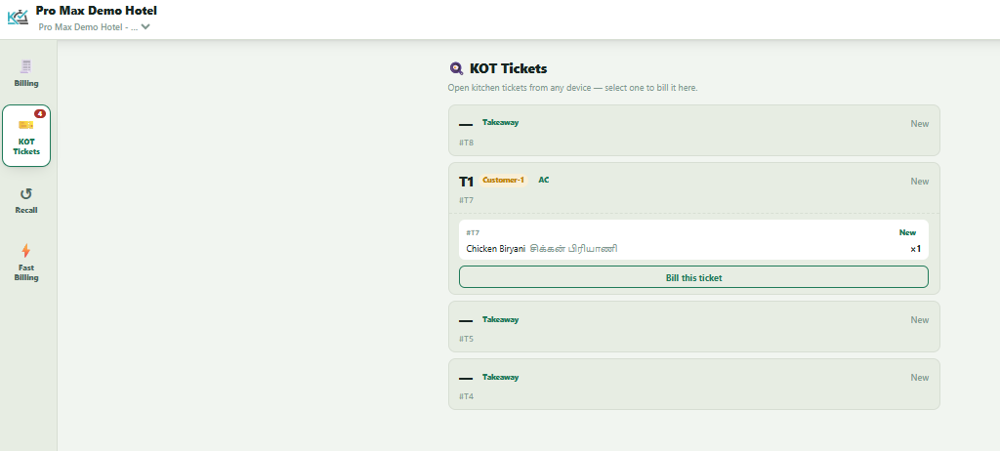 Pro Max Demo Hotel
Pro Max Demo Hotel - ...
Billing
4
KOT
Tickets
Recall
Fast
Billing
KOT Tickets
Open kitchen tickets from any device — select one to bill it here.
— Takeaway New
#T8
T1 Customer-1 AC New
#T7
#T7 New
Chicken Biryani சிக்கன் பிரியாணி ×1
Bill this ticket
— Takeaway New
#T5
— Takeaway New
#T4